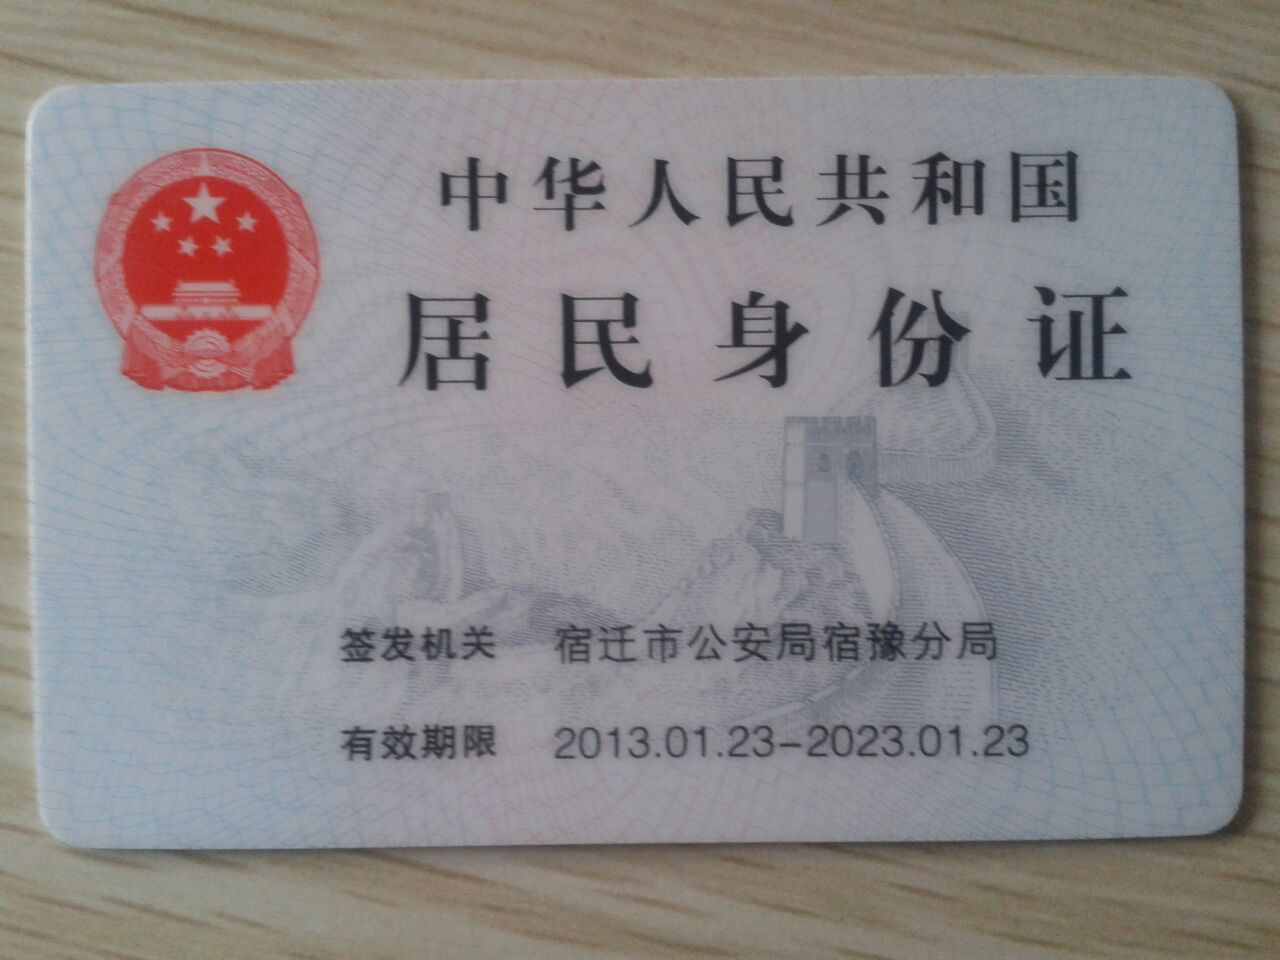 中华人民共和国
居民身份证
签发机关 宿迁市公安局宿豫分局
有效期限 2013.01.23-2023.01.23